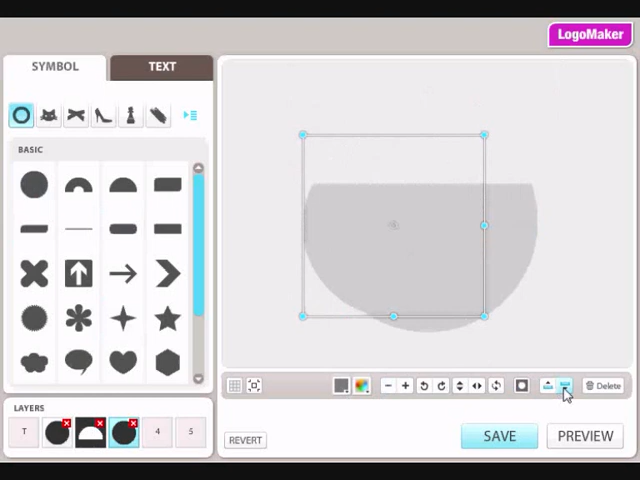 LogoMaker
SYMBOL
TEXT
BASIC
Delete
LAYERS
T
4
5
REVERT
SAVE
PREVIEW